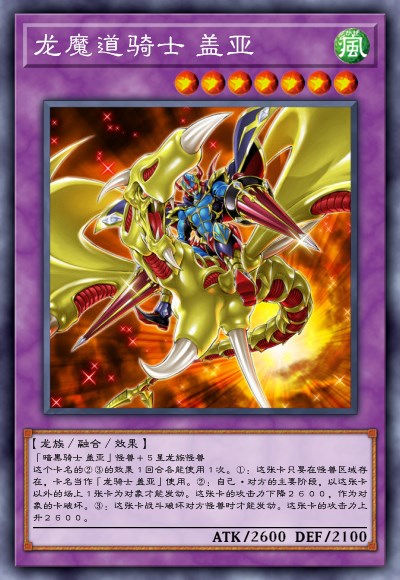 龙魔道骑士 盖亚
風
【龙族／融合／效果】
「暗黑骑士 盖亚」怪兽＋５星龙族怪兽
这个卡名的②③的效果１回合各能使用１次。①：这张卡只要在怪兽区域存
在，卡名当作「龙骑士 盖亚」使用。②：自己·对方的主要阶段，以这张卡
以外的场上１张卡为对象才能发动。这张卡的攻击力下降２６００，作为对
象的卡破坏。③：这张卡战斗破坏对方怪兽时才能发动。这张卡的攻击力上
升２６００。
ATK/2600 DEF/2100